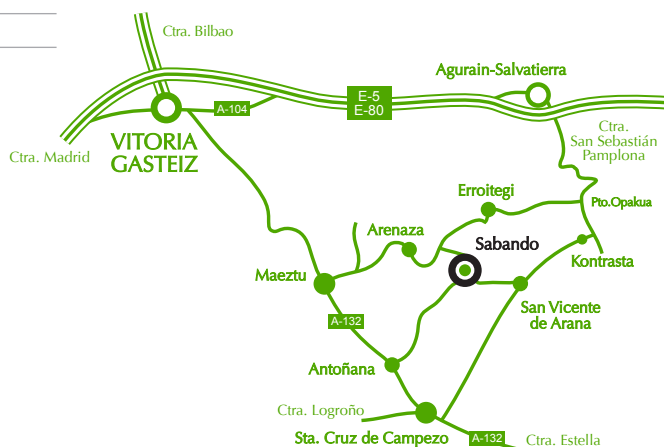 Ctra. Bilbao
Agurain-Salvatierra
E-5
E-80
A-104
VITORIA
GASTEIZ
Ctra. Madrid
Ctra.
San Sebastián
Pamplona
Erroitegi
Pto.Opakua
Arenaza
Sabando
Kontrasta
Maeztu
San Vicente
de Arana
A-132
Antoñana
Ctra. Logroño
Sta. Cruz de Campezo
A-132
Ctra. Estella